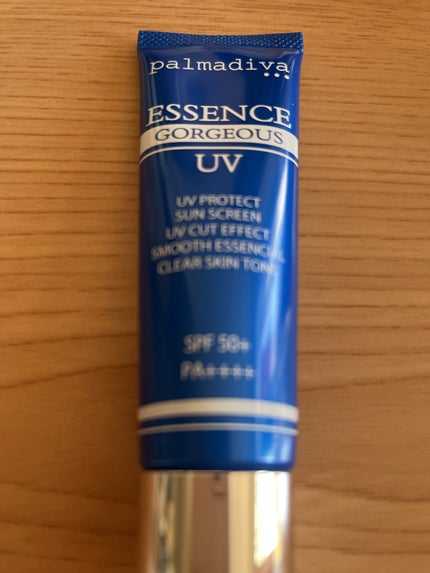 palmadiva
ESSENCE
GORGEOUS
UV
UV PROTECT
SUN SCREEN
UV CUT EFFECT
SMOOTH ESSENCIAL
CLEAR SKIN TONE
SPF 50+
PA++++